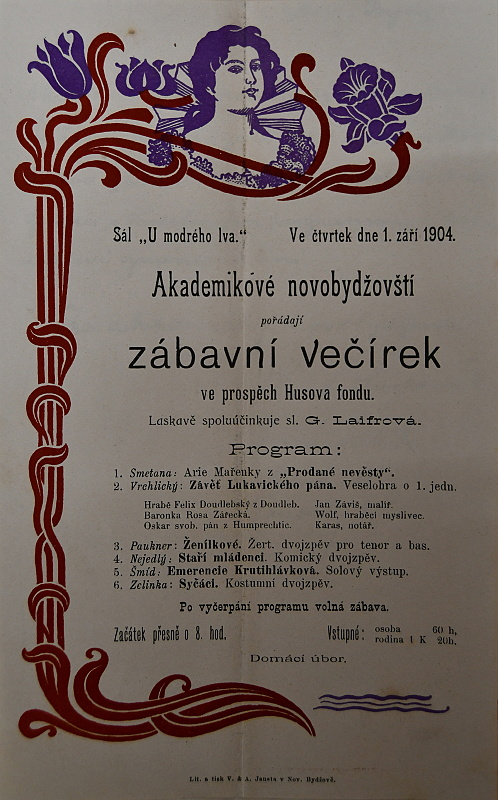 Sál „U modrého lva.“ Ve čtvrtek dne 1. září 1904.
Akademikové novobydžovští
pořádají
zábavní večírek
ve prospěch Husova fondu.
Laskavě spoluúčinkuje sl. G. Laifrová.
Program:
1. Smetana: Arie Mařenky z „Prodané nevěsty“.
2. Vrchlický: Závěť Lukavického pána. Veselohra o 1. jedn.
Hrabě Felix Doudlebský z Doudleb. Jan Záviš, malíř.
Baronka Rosa Zářecká. Wolf, hraběcí myslivec.
Oskar svob. pán z Humprechtic. Karas, notář.
3. Paukner: Ženílkové. Žert. dvojzpěv pro tenor a bas.
4. Nejedlý: Staří mládenci. Komický dvojzpěv.
5. Šmíd: Emerencie Krutihlávková. Solový výstup.
6. Zelinka: Syčáci. Kostumní dvojzpěv.
Po vyčerpání programu volná zábava.
Začátek přesně o 8. hod. Vstupné: osoba 60 h,
rodina 1 K 20h.
Domácí úbor.
Lit. a tisk V. & A. Janata v Nov. Bydžově.